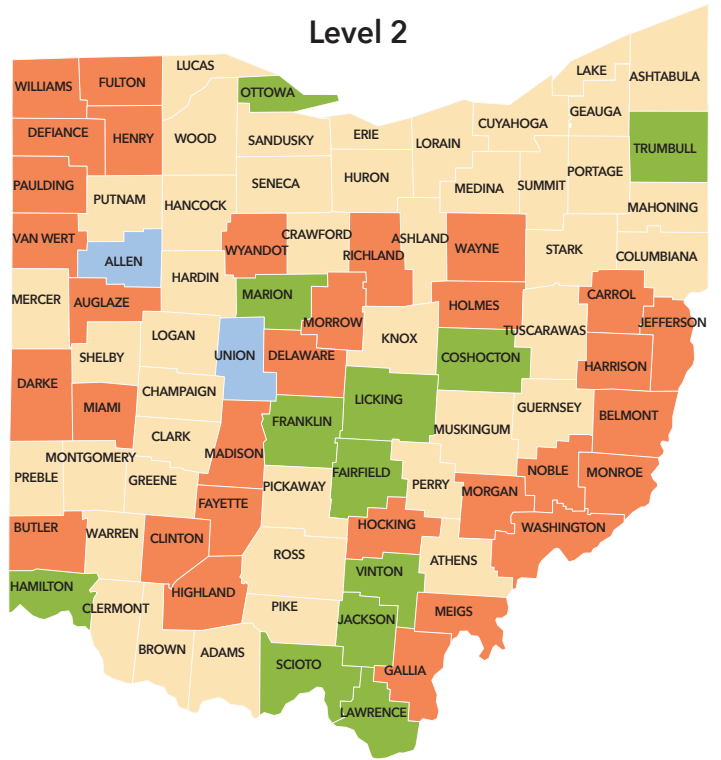 Level 2
LUCAS
LAKE
ASHTABULA
WILLIAMS
FULTON
OTTOWA
GEAUGA
CUYAHOGA
DEFIANCE
HENRY
WOOD
SANDUSKY
ERIE
LORAIN
TRUMBULL
PAULDING
SENECA
HURON
MEDINA
SUMMIT
PORTAGE
PUTNAM
HANCOCK
MAHONING
VAN WERT
WYANDOT
CRAWFORD
RICHLAND
ASHLAND
WAYNE
STARK
COLUMBIANA
ALLEN
HARDIN
MERCER
AUGLAZE
MARION
MORROW
HOLMES
CARROL
JEFFERSON
LOGAN
KNOX
TUSCARAWAS
SHELBY
UNION
DELAWARE
COSHOCTON
HARRISON
DARKE
CHAMPAIGN
LICKING
MIAMI
FRANKLIN
MUSKINGUM
GUERNSEY
BELMONT
CLARK
MADISON
MONTGOMERY
PREBLE
GREENE
PICKAWAY
FAIRFIELD
PERRY
NOBLE
MONROE
FAYETTE
MORGAN
BUTLER
WARREN
CLINTON
HOCKING
WASHINGTON
ROSS
ATHENS
HAMILTON
VINTON
CLERMONT
HIGHLAND
PIKE
JACKSON
MEIGS
BROWN
ADAMS
SCIOTO
GALLIA
LAWRENCE